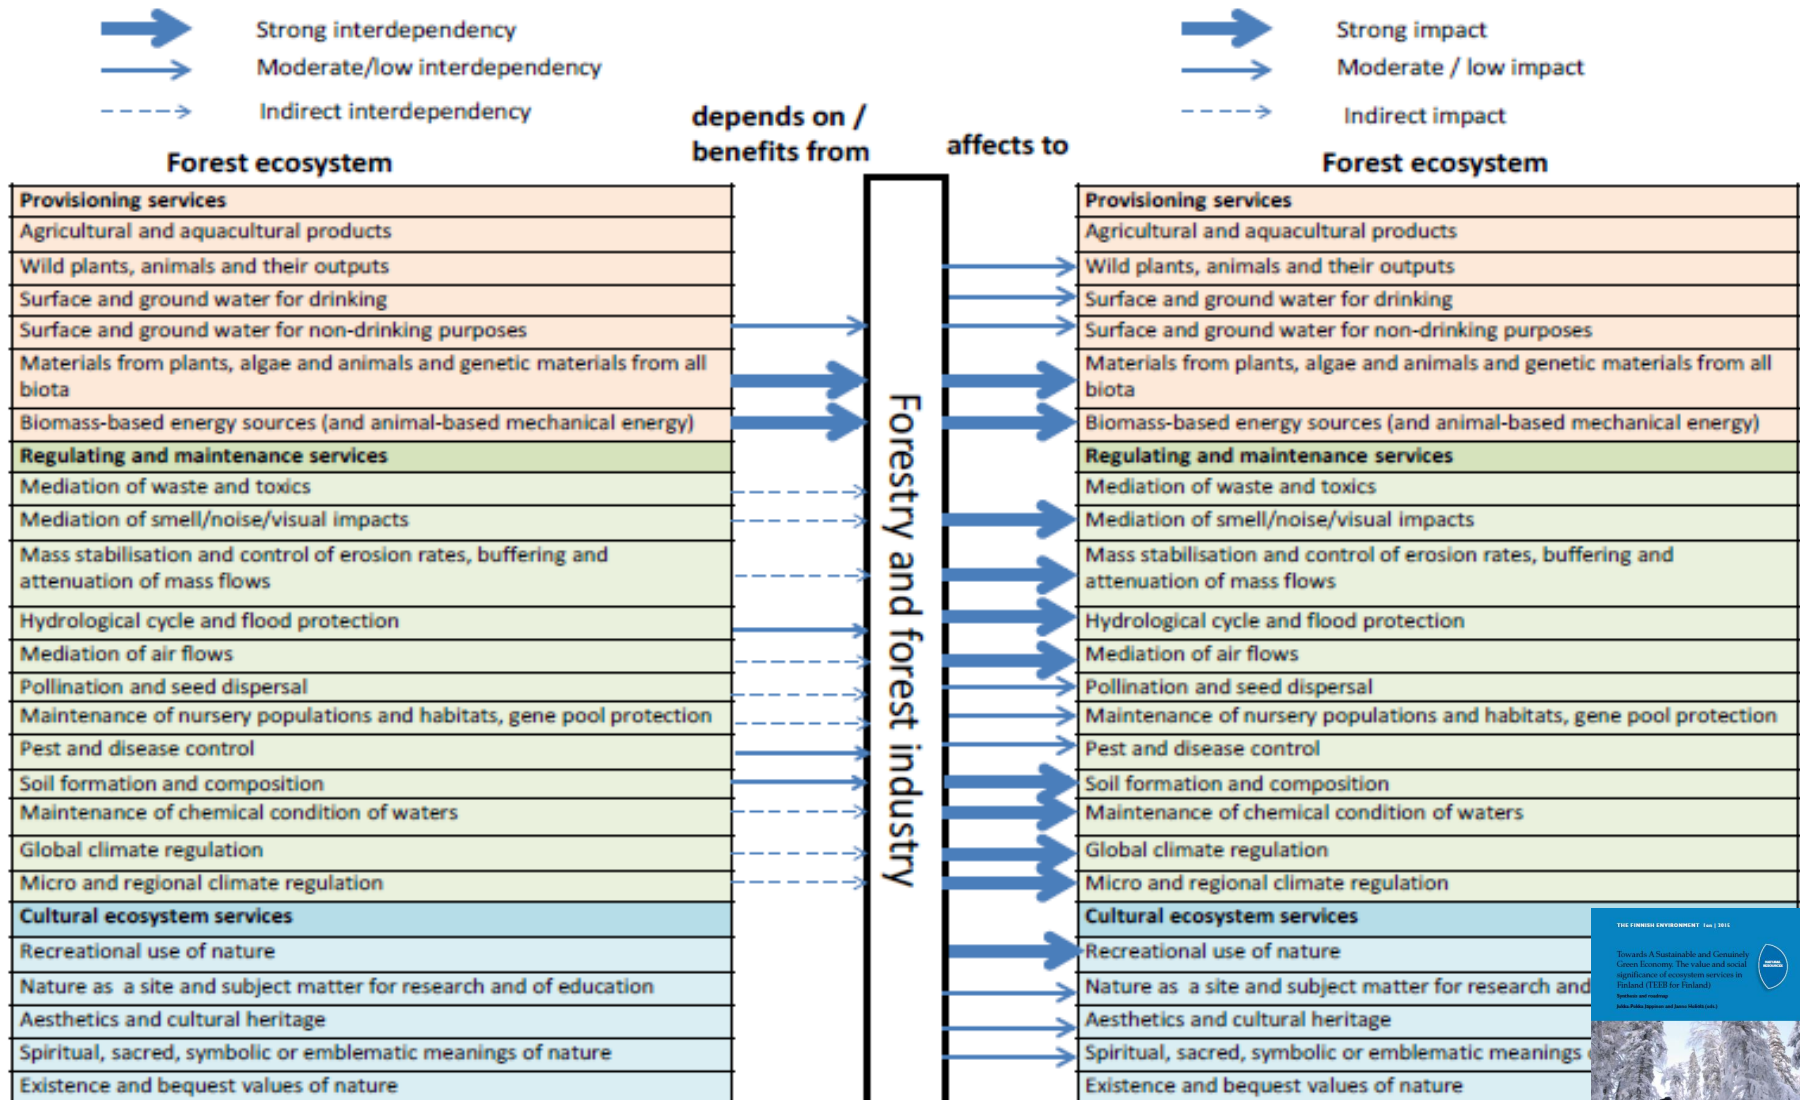 Strong interdependency
Moderate/low interdependency
Indirect interdependency
Strong impact
Moderate / low impact
Indirect impact
depends on /
benefits from
affects to
Forest ecosystem
Provisioning services
Agricultural and aquacultural products
Wild plants, animals and their outputs
Surface and ground water for drinking
Surface and ground water for non-drinking purposes
Materials from plants, algae and animals and genetic materials from all
biota
Biomass-based energy sources (and animal-based mechanical energy)
Regulating and maintenance services
Mediation of waste and toxics
Mediation of smell/noise/visual impacts
Mass stabilisation and control of erosion rates, buffering and
attenuation of mass flows
Hydrological cycle and flood protection
Mediation of air flows
Pollination and seed dispersal
Maintenance of nursery populations and habitats, gene pool protection
Pest and disease control
Soil formation and composition
Maintenance of chemical condition of waters
Global climate regulation
Micro and regional climate regulation
Cultural ecosystem services
Recreational use of nature
Nature as a site and subject matter for research and of education
Aesthetics and cultural heritage
Spiritual, sacred, symbolic or emblematic meanings of nature
Existence and bequest values of nature
Forestry and forest industry
Forest ecosystem
Provisioning services
Agricultural and aquacultural products
Wild plants, animals and their outputs
Surface and ground water for drinking
Surface and ground water for non-drinking purposes
Materials from plants, algae and animals and genetic materials from all
biota
Biomass-based energy sources (and animal-based mechanical energy)
Regulating and maintenance services
Mediation of waste and toxics
Mediation of smell/noise/visual impacts
Mass stabilisation and control of erosion rates, buffering and
attenuation of mass flows
Hydrological cycle and flood protection
Mediation of air flows
Pollination and seed dispersal
Maintenance of nursery populations and habitats, gene pool protection
Pest and disease control
Soil formation and composition
Maintenance of chemical condition of waters
Global climate regulation
Micro and regional climate regulation
Cultural ecosystem services
Recreational use of nature
Nature as a site and subject matter for research and
Aesthetics and cultural heritage
Spiritual, sacred, symbolic or emblematic meanings
Existence and bequest values of nature
THE FINNISH ENVIRONMENT 1en | 2015
Towards A Sustainable and Genuinely
Green Economy. The value and social
significance of ecosystem services in
Finland (TEEB for Finland)
Synthesis and roadmap
NATURAL
RESOURCES